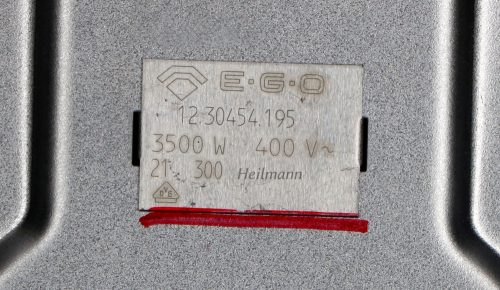 E·G·O
12.30454.195
3500 W 400 V~
21 300 Heilmann